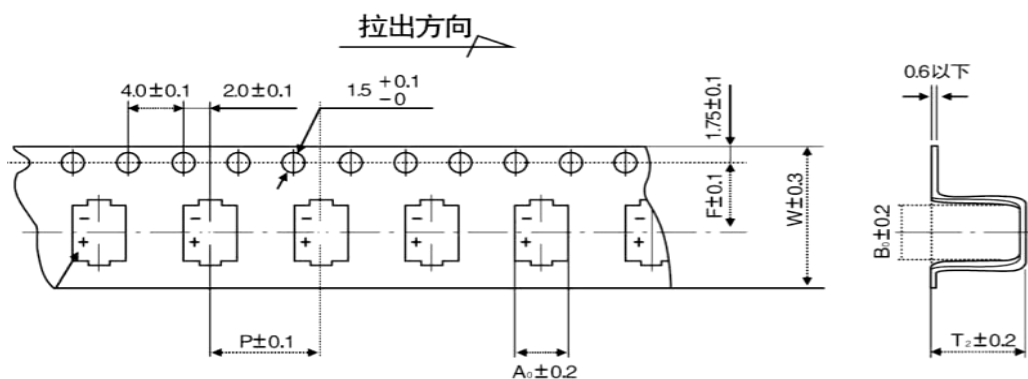 拉出方向
4.0±0.1
2.0±0.1
1.5 +0.1 -0
1.75±0.1
0.6以下
F±0.1
W±0.3
B₀±0.2
- - - - - -
+ + + + + +
P±0.1
A₀±0.2
T₂±0.2